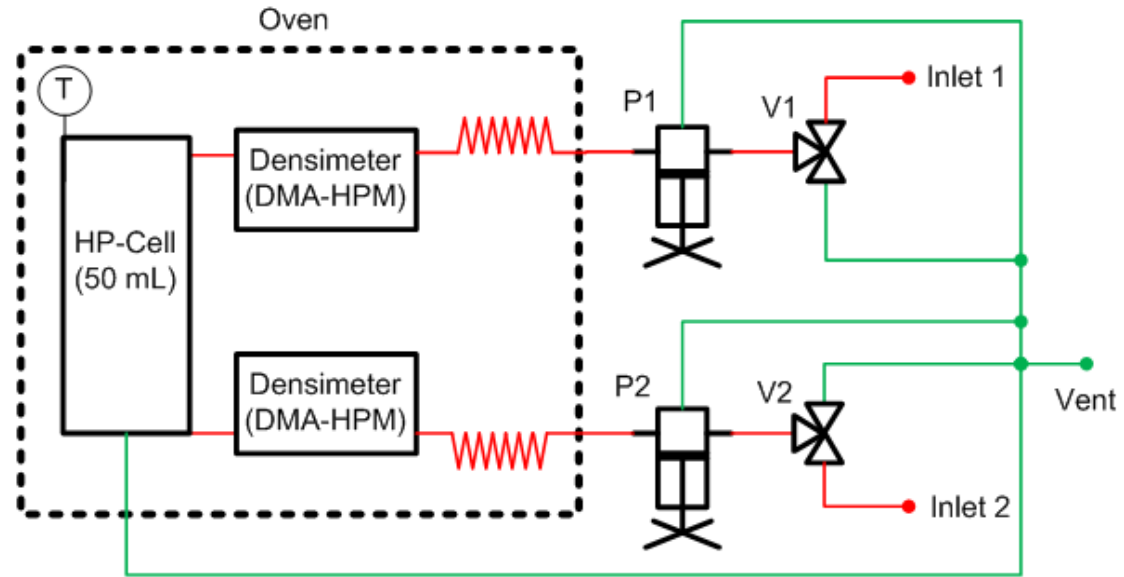 Oven
T
P1
V1
Inlet 1
Densimeter
(DMA-HPM)
HP-Cell
(50 mL)
Densimeter
(DMA-HPM)
P2
V2
Vent
Inlet 2